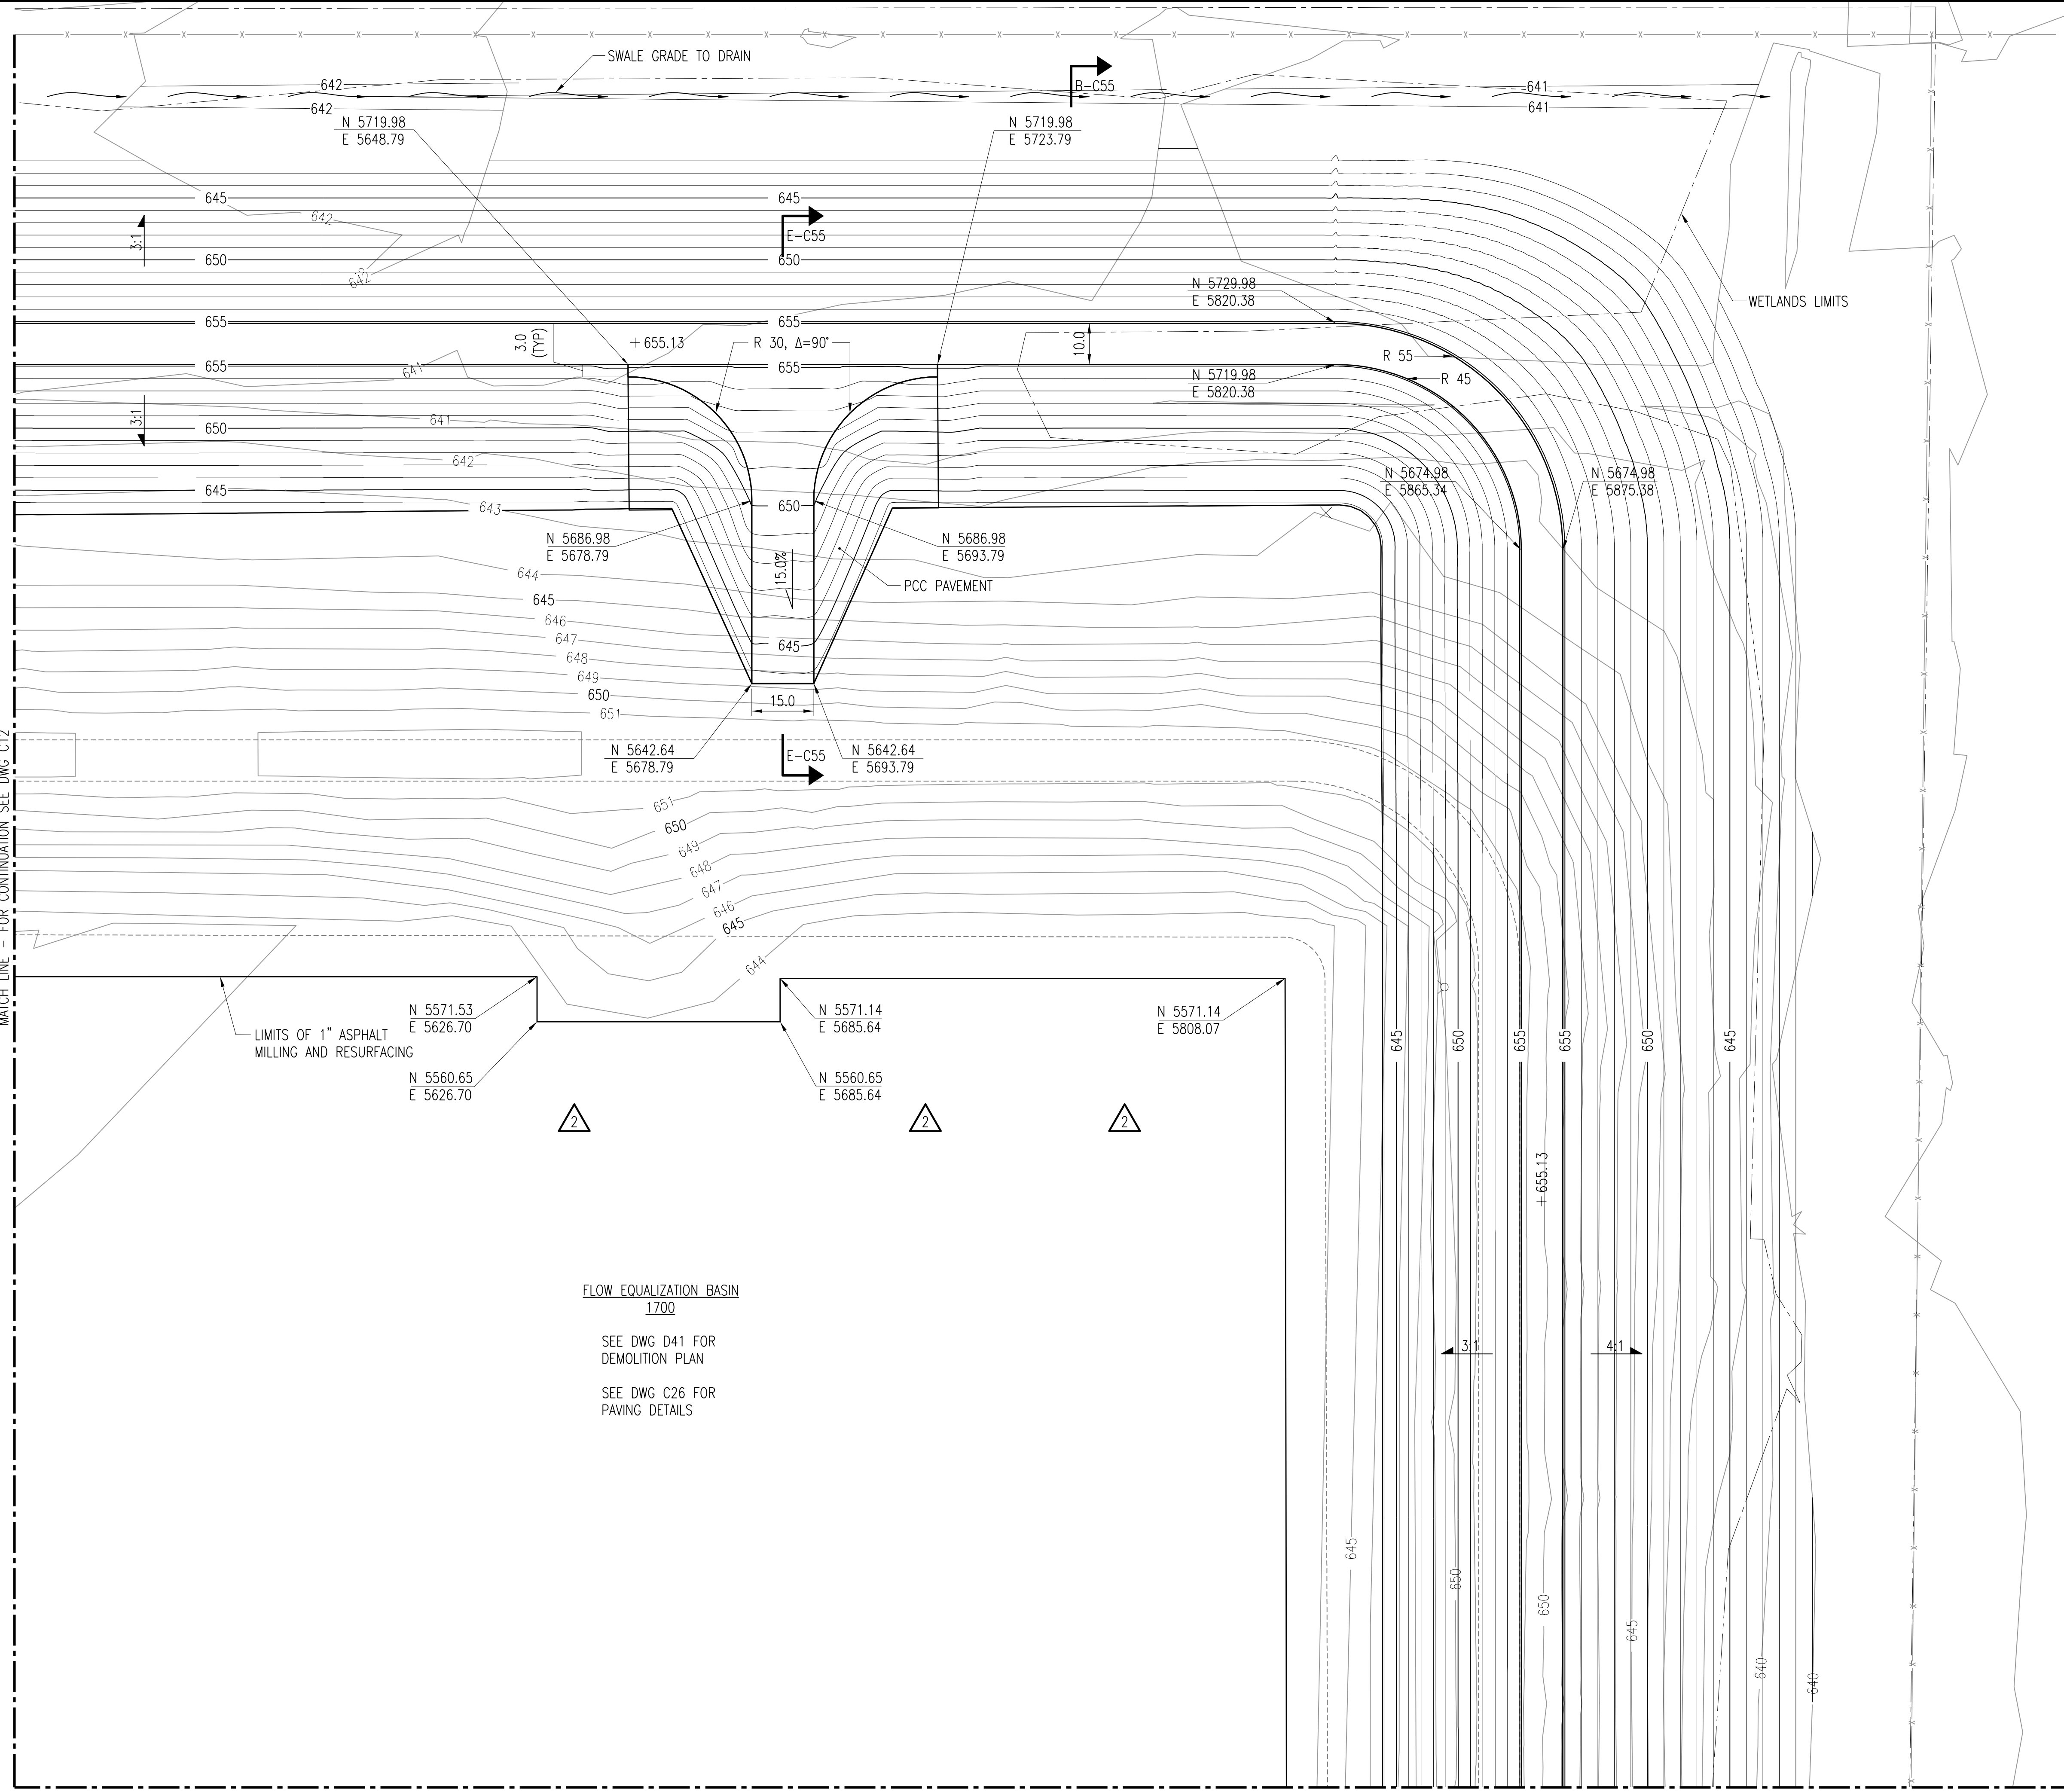 SWALE GRADE TO DRAIN
B-C55
642
642
641
641
N 5719.98
E 5648.79
N 5719.98
E 5723.79
645
645
642
3:1
E-C55
650
650
642
N 5729.98
E 5820.38
WETLANDS LIMITS
655
655
3.0
(TYP)
+ 655.13
R 30, Δ=90°
10.0
R 55
655
655
641
N 5719.98
E 5820.38
R 45
3:1
641
650
642
N 5674.98
E 5865.34
N 5674.98
E 5875.38
645
643
650
N 5686.98
E 5678.79
N 5686.98
E 5693.79
15.0%
644
PCC PAVEMENT
645
646
647
645
648
649
650
15.0
651
MATCH LINE - FOR CONTINUATION SEE DWG C12
N 5642.64
E 5678.79
E-C55
N 5642.64
E 5693.79
651
650
649
648
647
646
645
644
N 5571.53
E 5626.70
N 5571.14
E 5685.64
N 5571.14
E 5808.07
LIMITS OF 1" ASPHALT
MILLING AND RESURFACING
645
650
655
655
650
645
N 5560.65
E 5626.70
N 5560.65
E 5685.64
2
2
2
+ 655.13
FLOW EQUALIZATION BASIN
1700
SEE DWG D41 FOR
DEMOLITION PLAN
3:1
4:1
SEE DWG C26 FOR
PAVING DETAILS
645
650
650
645
640
640